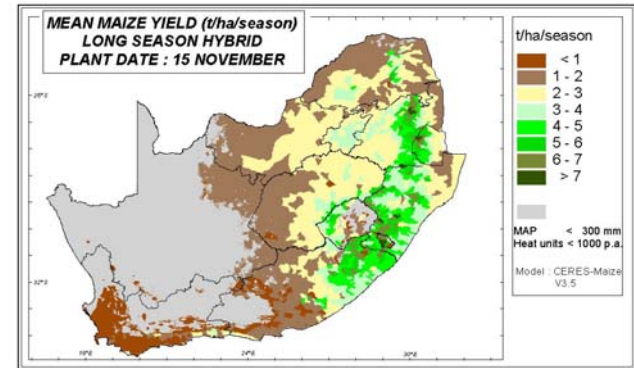 MEAN MAIZE YIELD (t/ha/season)
LONG SEASON HYBRID
PLANT DATE : 15 NOVEMBER
t/ha/season
< 1
1 - 2
2 - 3
3 - 4
4 - 5
5 - 6
6 - 7
> 7
MAP < 300 mm
Heat units < 1000 p.a.
Model : CERES-Maize
V3.5